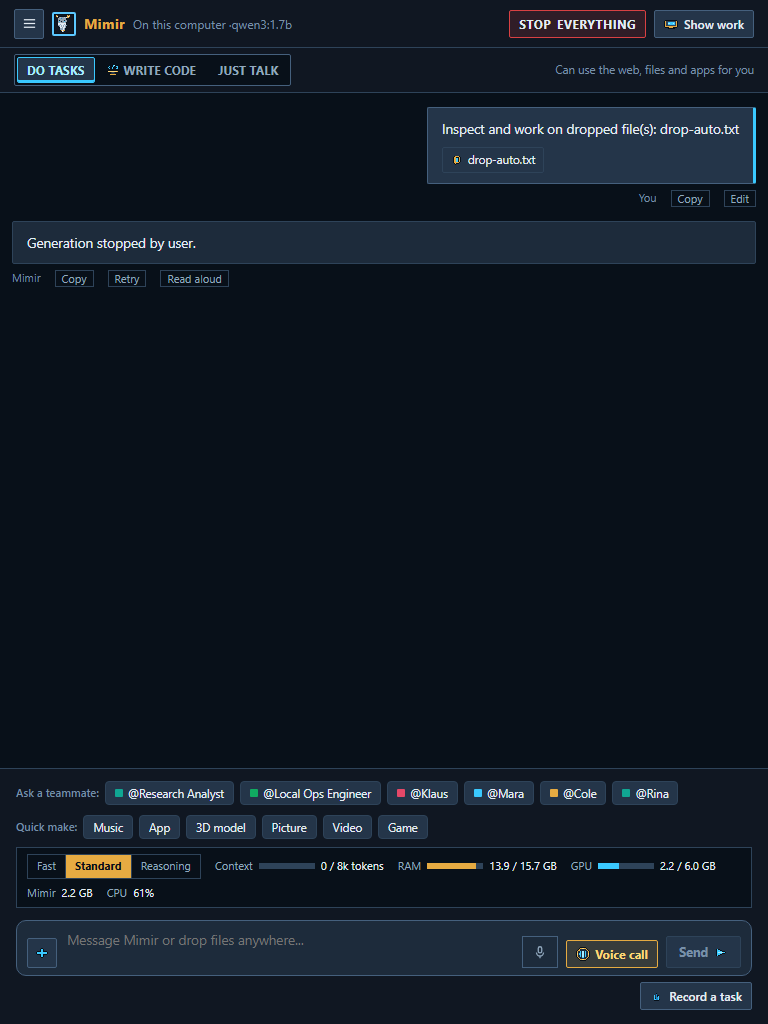 Mimir On this computer ·qwen3:1.7b STOP EVERYTHING Show work
DO TASKS WRITE CODE JUST TALK Can use the web, files and apps for you
Inspect and work on dropped file(s): drop-auto.txt
drop-auto.txt
You Copy Edit
Generation stopped by user.
Mimir Copy Retry Read aloud
Ask a teammate: @Research Analyst @Local Ops Engineer @Klaus @Mara @Cole @Rina
Quick make: Music App 3D model Picture Video Game
Fast Standard Reasoning Context 0 / 8k tokens RAM 13.9 / 15.7 GB GPU 2.2 / 6.0 GB
Mimir 2.2 GB CPU 61%
Message Mimir or drop files anywhere...
Voice call Send
Record a task